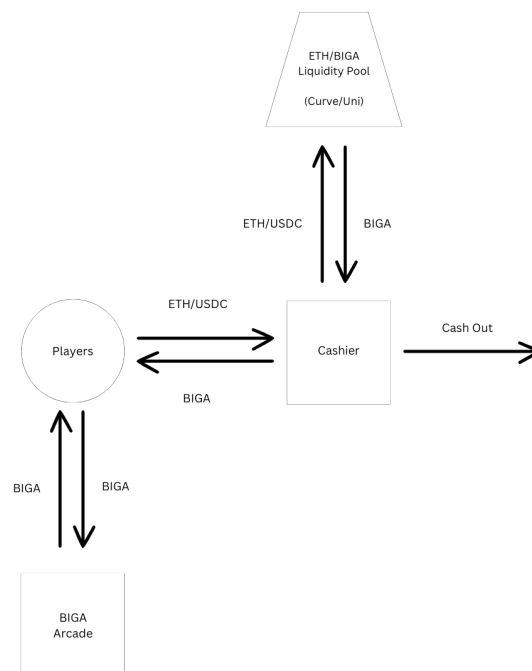 ETH/BIGA
Liquidity Pool
(Curve/Uni)
ETH/USDC
BIGA
ETH/USDC
Players
Cashier
Cash Out
BIGA
BIGA
BIGA
BIGA
Arcade